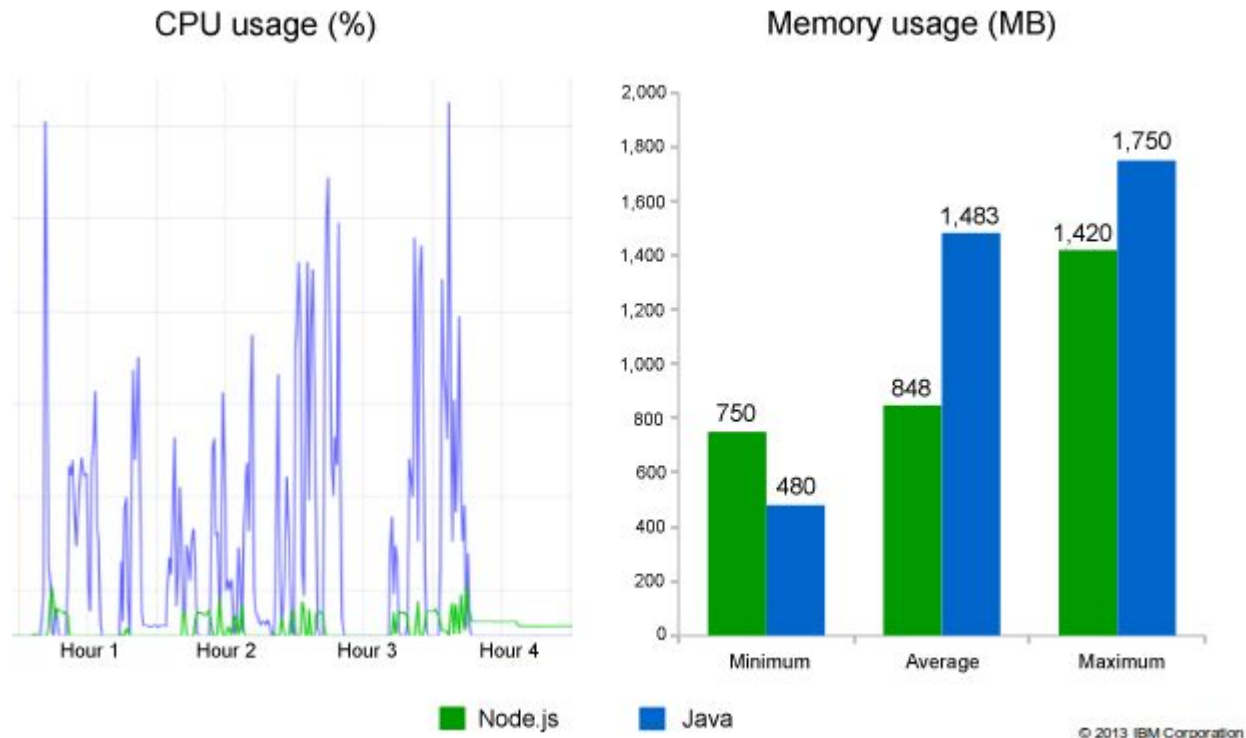 CPU usage (%)
Memory usage (MB)
Hour 1
Hour 2
Hour 3
Hour 4
2,000
1,800
1,600
1,400
1,200
1,000
800
600
400
200
0
750
480
848
1,483
1,420
1,750
Minimum
Average
Maximum
Node.js
Java
© 2013 IBM Corporation